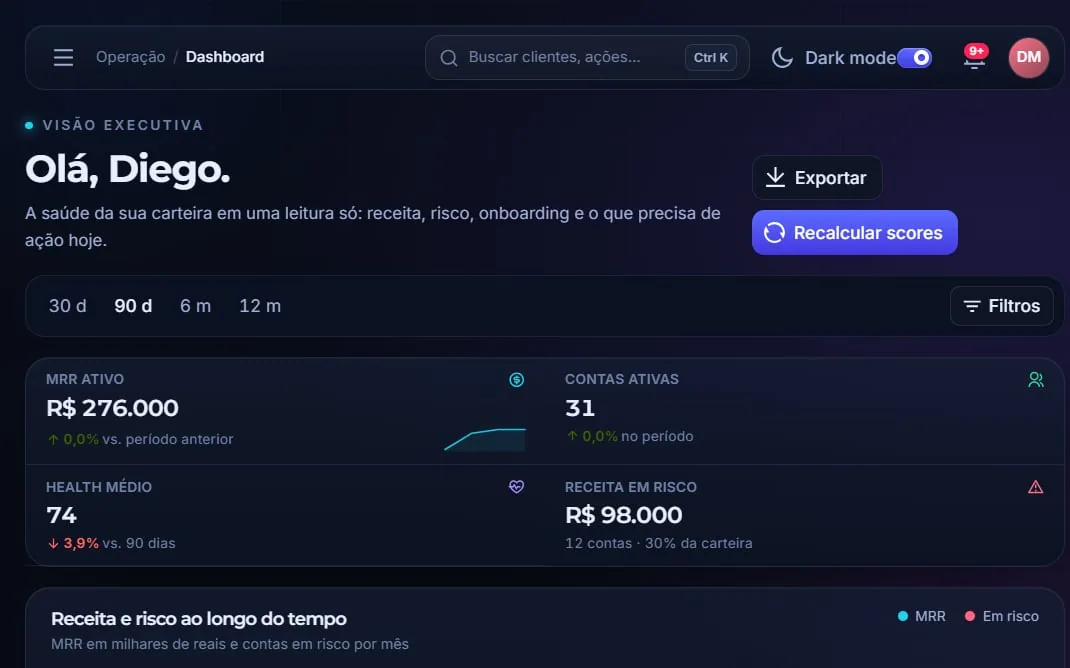 Operação / Dashboard
Buscar clientes, ações...
Ctrl K
Dark mode
9+
DM
VISÃO EXECUTIVA
Olá, Diego.
A saúde da sua carteira em uma leitura só: receita, risco, onboarding e o que precisa de
ação hoje.
Exportar
Recalcular scores
30 d 90 d 6 m 12 m
Filtros
MRR ATIVO
R$ 276.000
↑ 0,0% vs. período anterior
CONTAS ATIVAS
31
↑ 0,0% no período
HEALTH MÉDIO
74
↓ 3,9% vs. 90 dias
RECEITA EM RISCO
R$ 98.000
12 contas · 30% da carteira
Receita e risco ao longo do tempo
MRR em milhares de reais e contas em risco por mês
MRR
Em risco